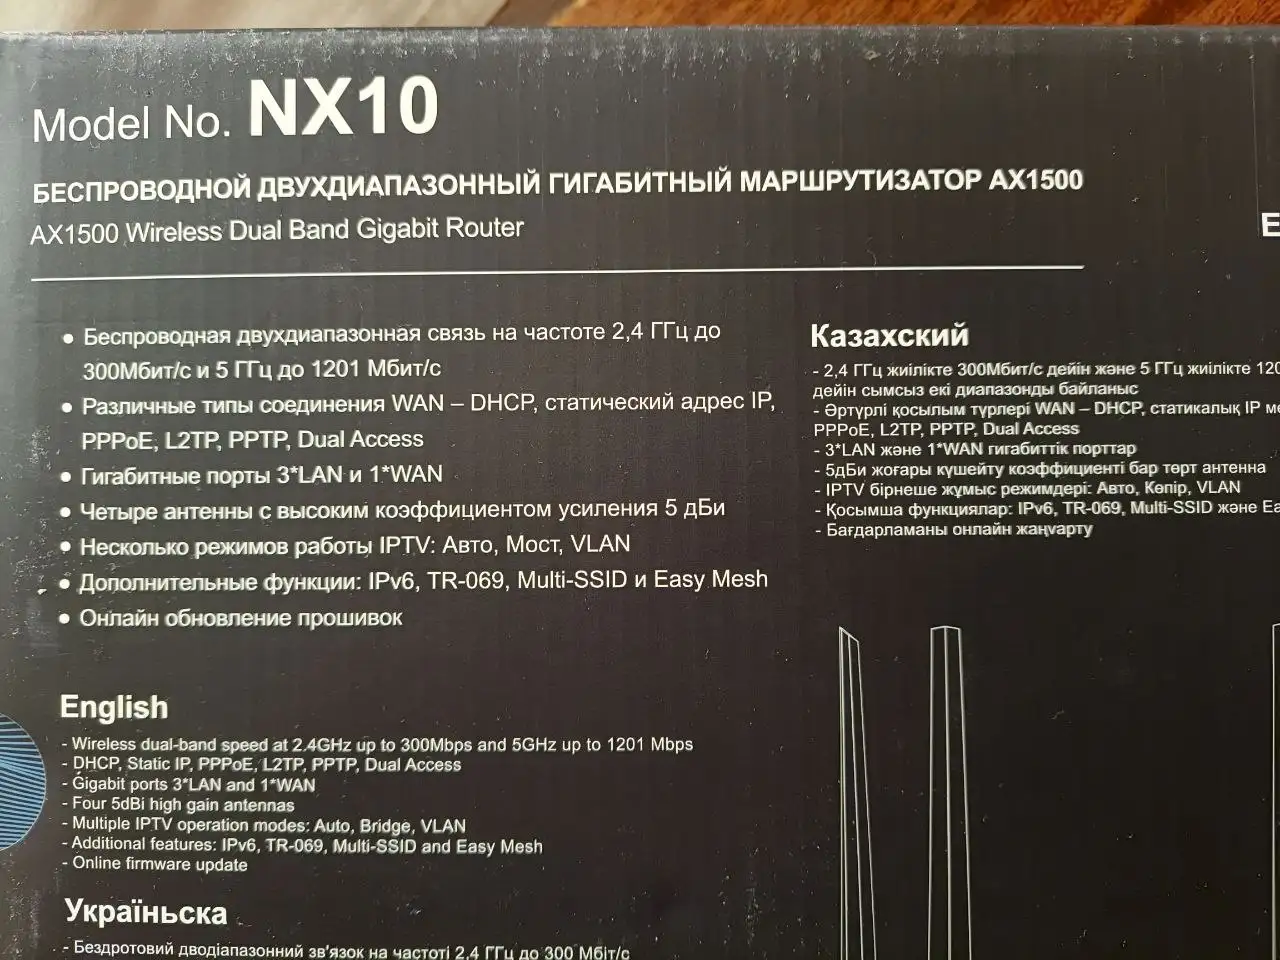 Model No. NX10
БЕСПРОВОДНОЙ ДВУХДИАПАЗОННЫЙ ГИГАБИТНЫЙ МАРШРУТИЗАТОР AX1500
AX1500 Wireless Dual Band Gigabit Router
• Беспроводная двухдиапазонная связь на частоте 2,4 ГГц до
300Мбит/с и 5 ГГц до 1201 Мбит/с
• Различные типы соединения WAN – DHCP, статический адрес IP,
PPPoE, L2TP, PPTP, Dual Access
• Гигабитные порты 3*LAN и 1*WAN
• Четыре антенны с высоким коэффициентом усиления 5 дБи
• Несколько режимов работы IPTV: Авто, Мост, VLAN
• Дополнительные функции: IPv6, TR-069, Multi-SSID и Easy Mesh
• Онлайн обновление прошивок
English
- Wireless dual-band speed at 2.4GHz up to 300Mbps and 5GHz up to 1201 Mbps
- DHCP, Static IP, PPPoE, L2TP, PPTP, Dual Access
- Gigabit ports 3*LAN and 1*WAN
- Four 5dBi high gain antennas
- Multiple IPTV operation modes: Auto, Bridge, VLAN
- Additional features: IPv6, TR-069, Multi-SSID and Easy Mesh
- Online firmware update
Українська
- Бездротовий дводіапазонний зв'язок на частоті 2,4 ГГц до 300 Мбіт/с
Казахский
- 2,4 ГГц жиілікте 300Мбит/с дейін және 5 ГГц жиілікте
дейін сымсыз екі диапазонды байланыс
- Әртүрлі қосылым түрлері WAN – DHCP, статикалық IP
PPPoE, L2TP, PPTP, Dual Access
- 3*LAN және 1*WAN гигабиттік порттар
- 5дБи жоғары күшейту коэффициенті бар төрт антенна
- IPTV бірнеше жұмыс режимдері: Авто, Көпір, VLAN
- Қосымша функциялар: IPv6, TR-069, Multi-SSID және
- Бағдарламаны онлайн жаңуарту